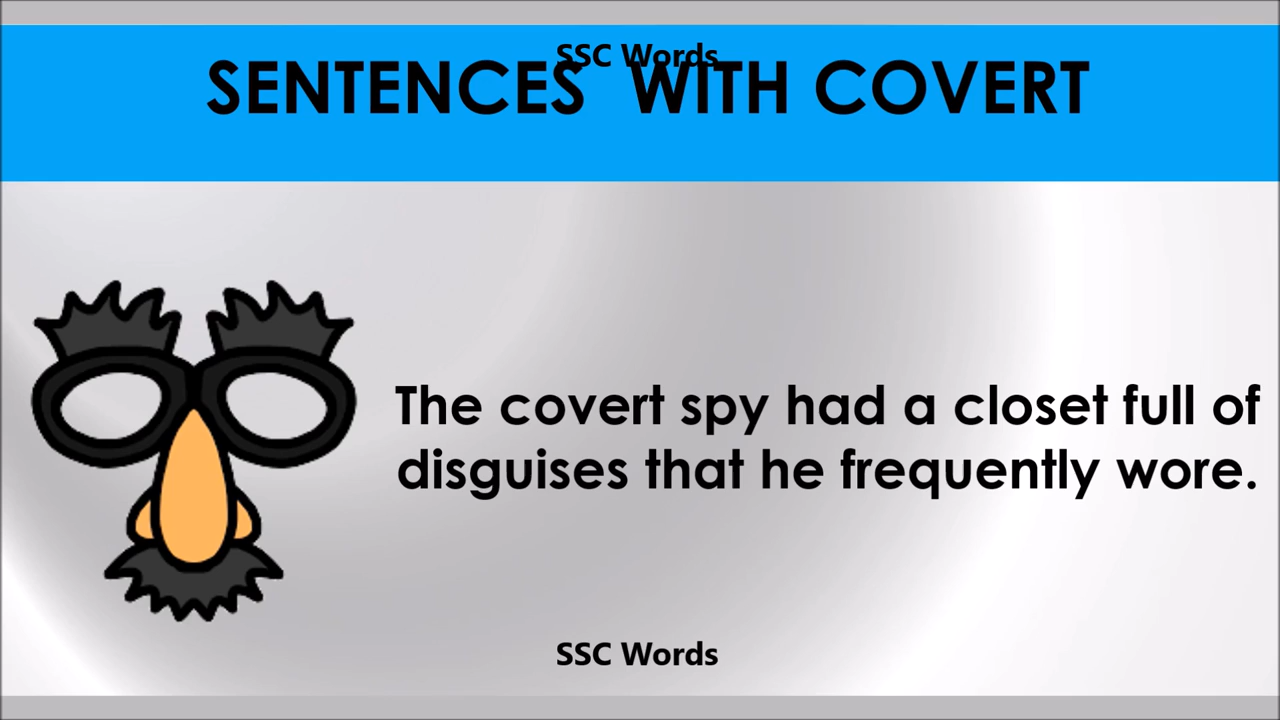 SSC Words
SENTENCES WITH COVERT
The covert spy had a closet full of
disguises that he frequently wore.
SSC Words